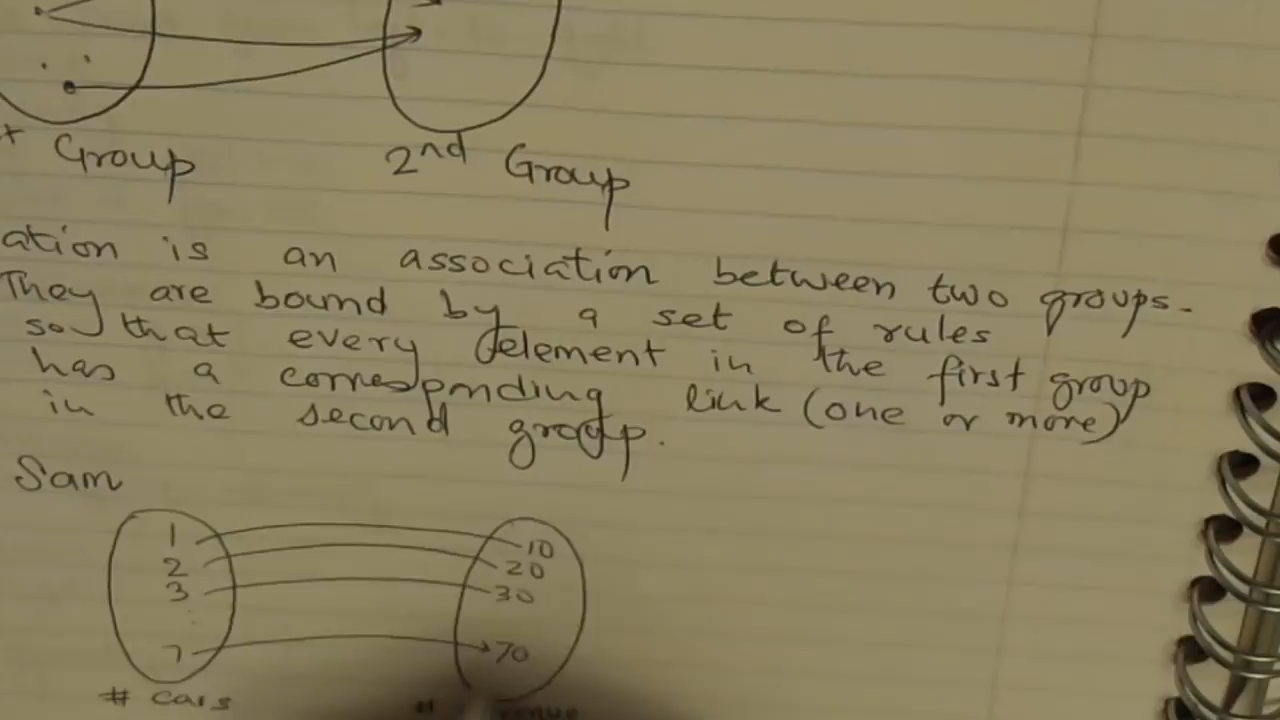 Group
2nd Group
ation is an association between two groups.
They are bound by a set of rules
so that every element in the first group
has a corresponding link (one or more)
in the second group.
Sam
1 10
2 20
3 30
7 70
# cars #